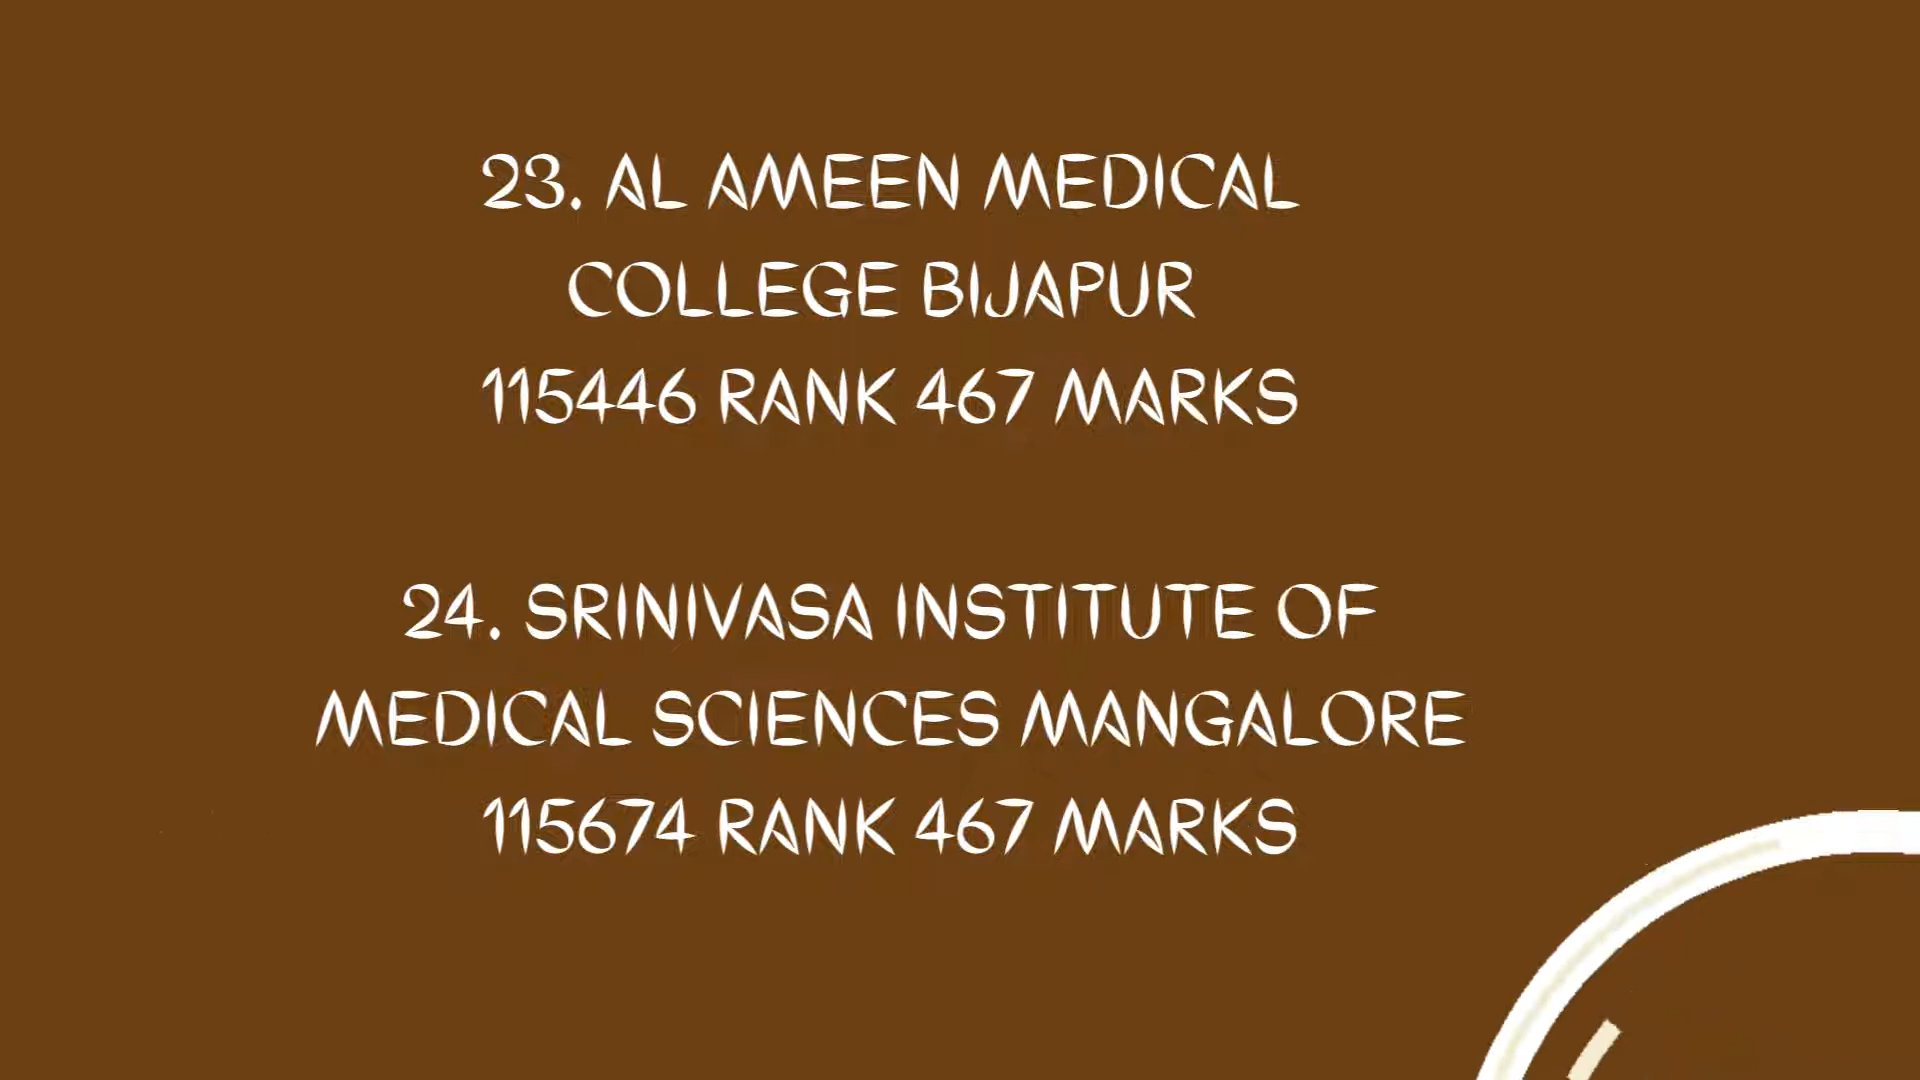 23. AL AMEEN MEDICAL
COLLEGE BIJAPUR
115446 RANK 467 MARKS
24. SRINIVASA INSTITUTE OF
MEDICAL SCIENCES MANGALORE
115674 RANK 467 MARKS